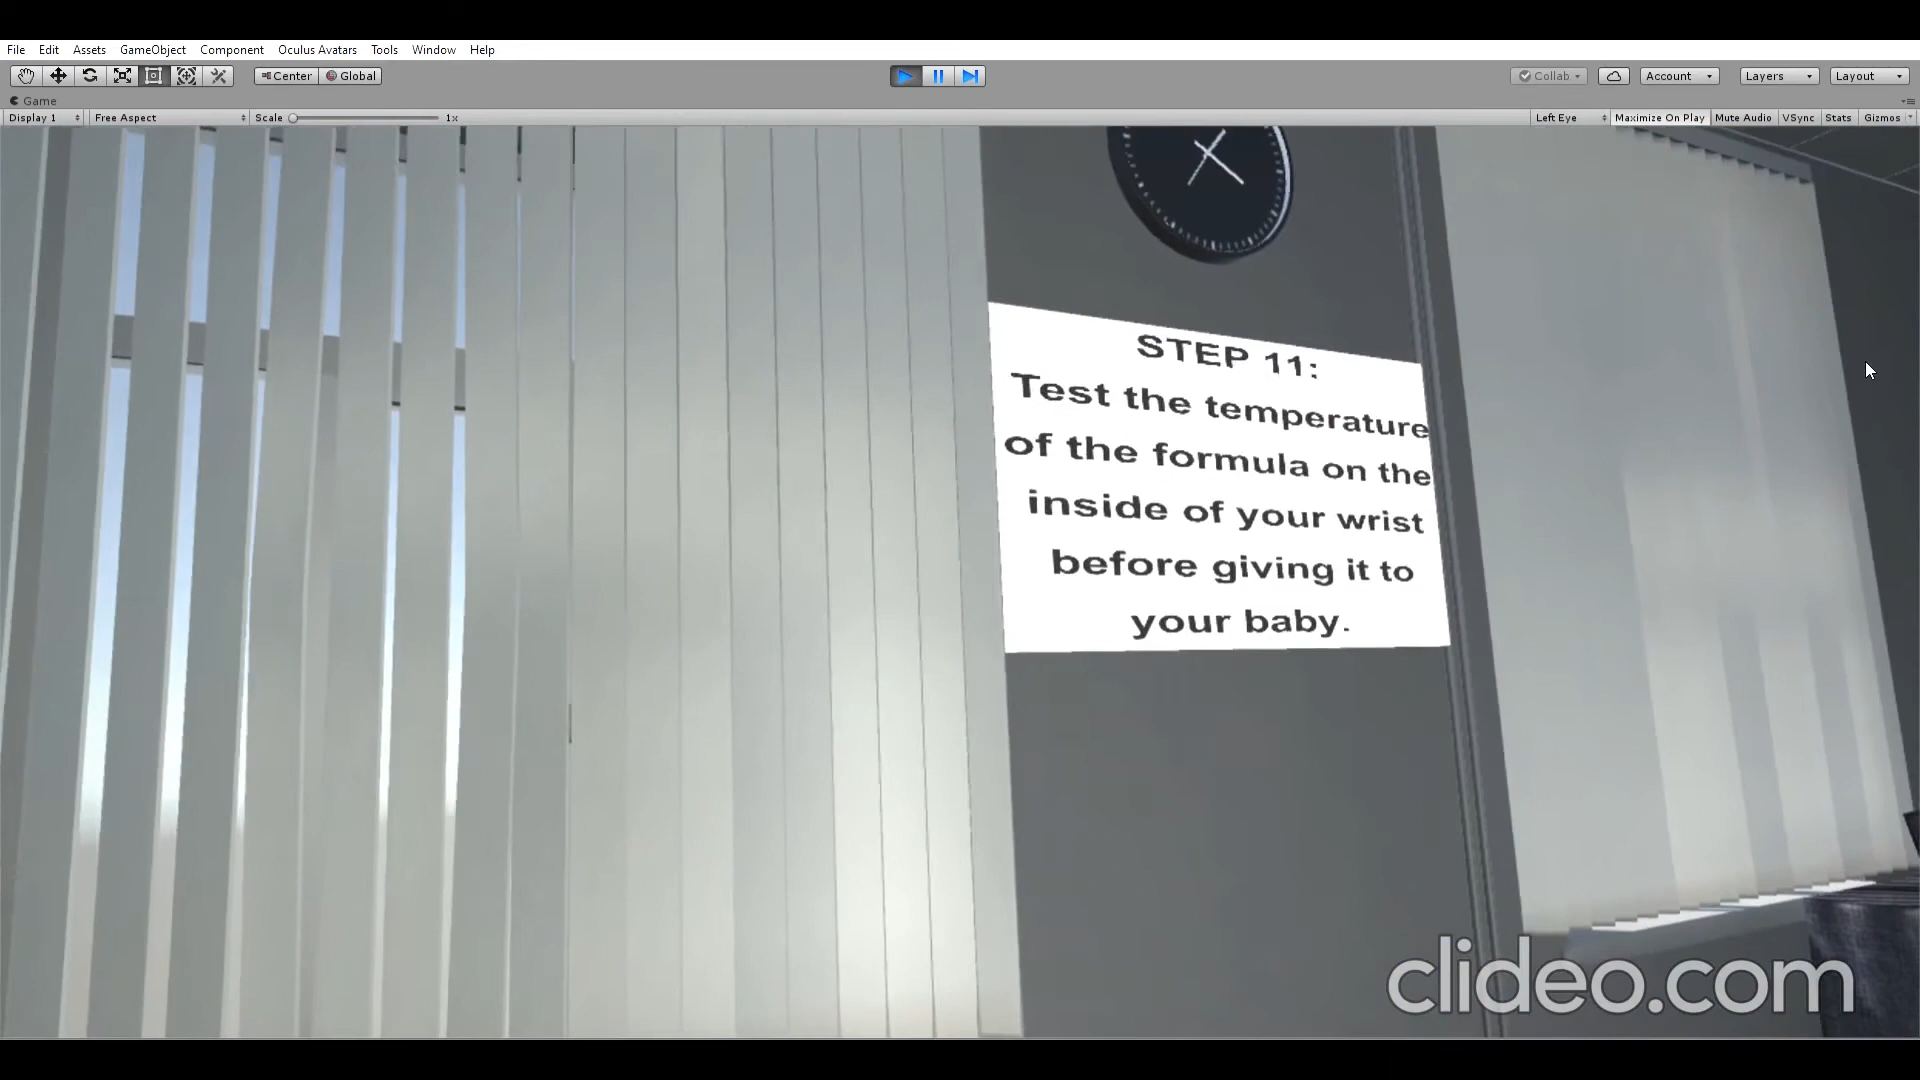 File Edit Assets GameObject Component Oculus Avatars Tools Window Help
Center Global Collab Account Layers Layout
Game
Display 1 Free Aspect Scale 1x Left Eye Maximize On Play Mute Audio VSync Stats Gizmos
STEP 11:
Test the temperature
of the formula on the
inside of your wrist
before giving it to
your baby.
clideo.com